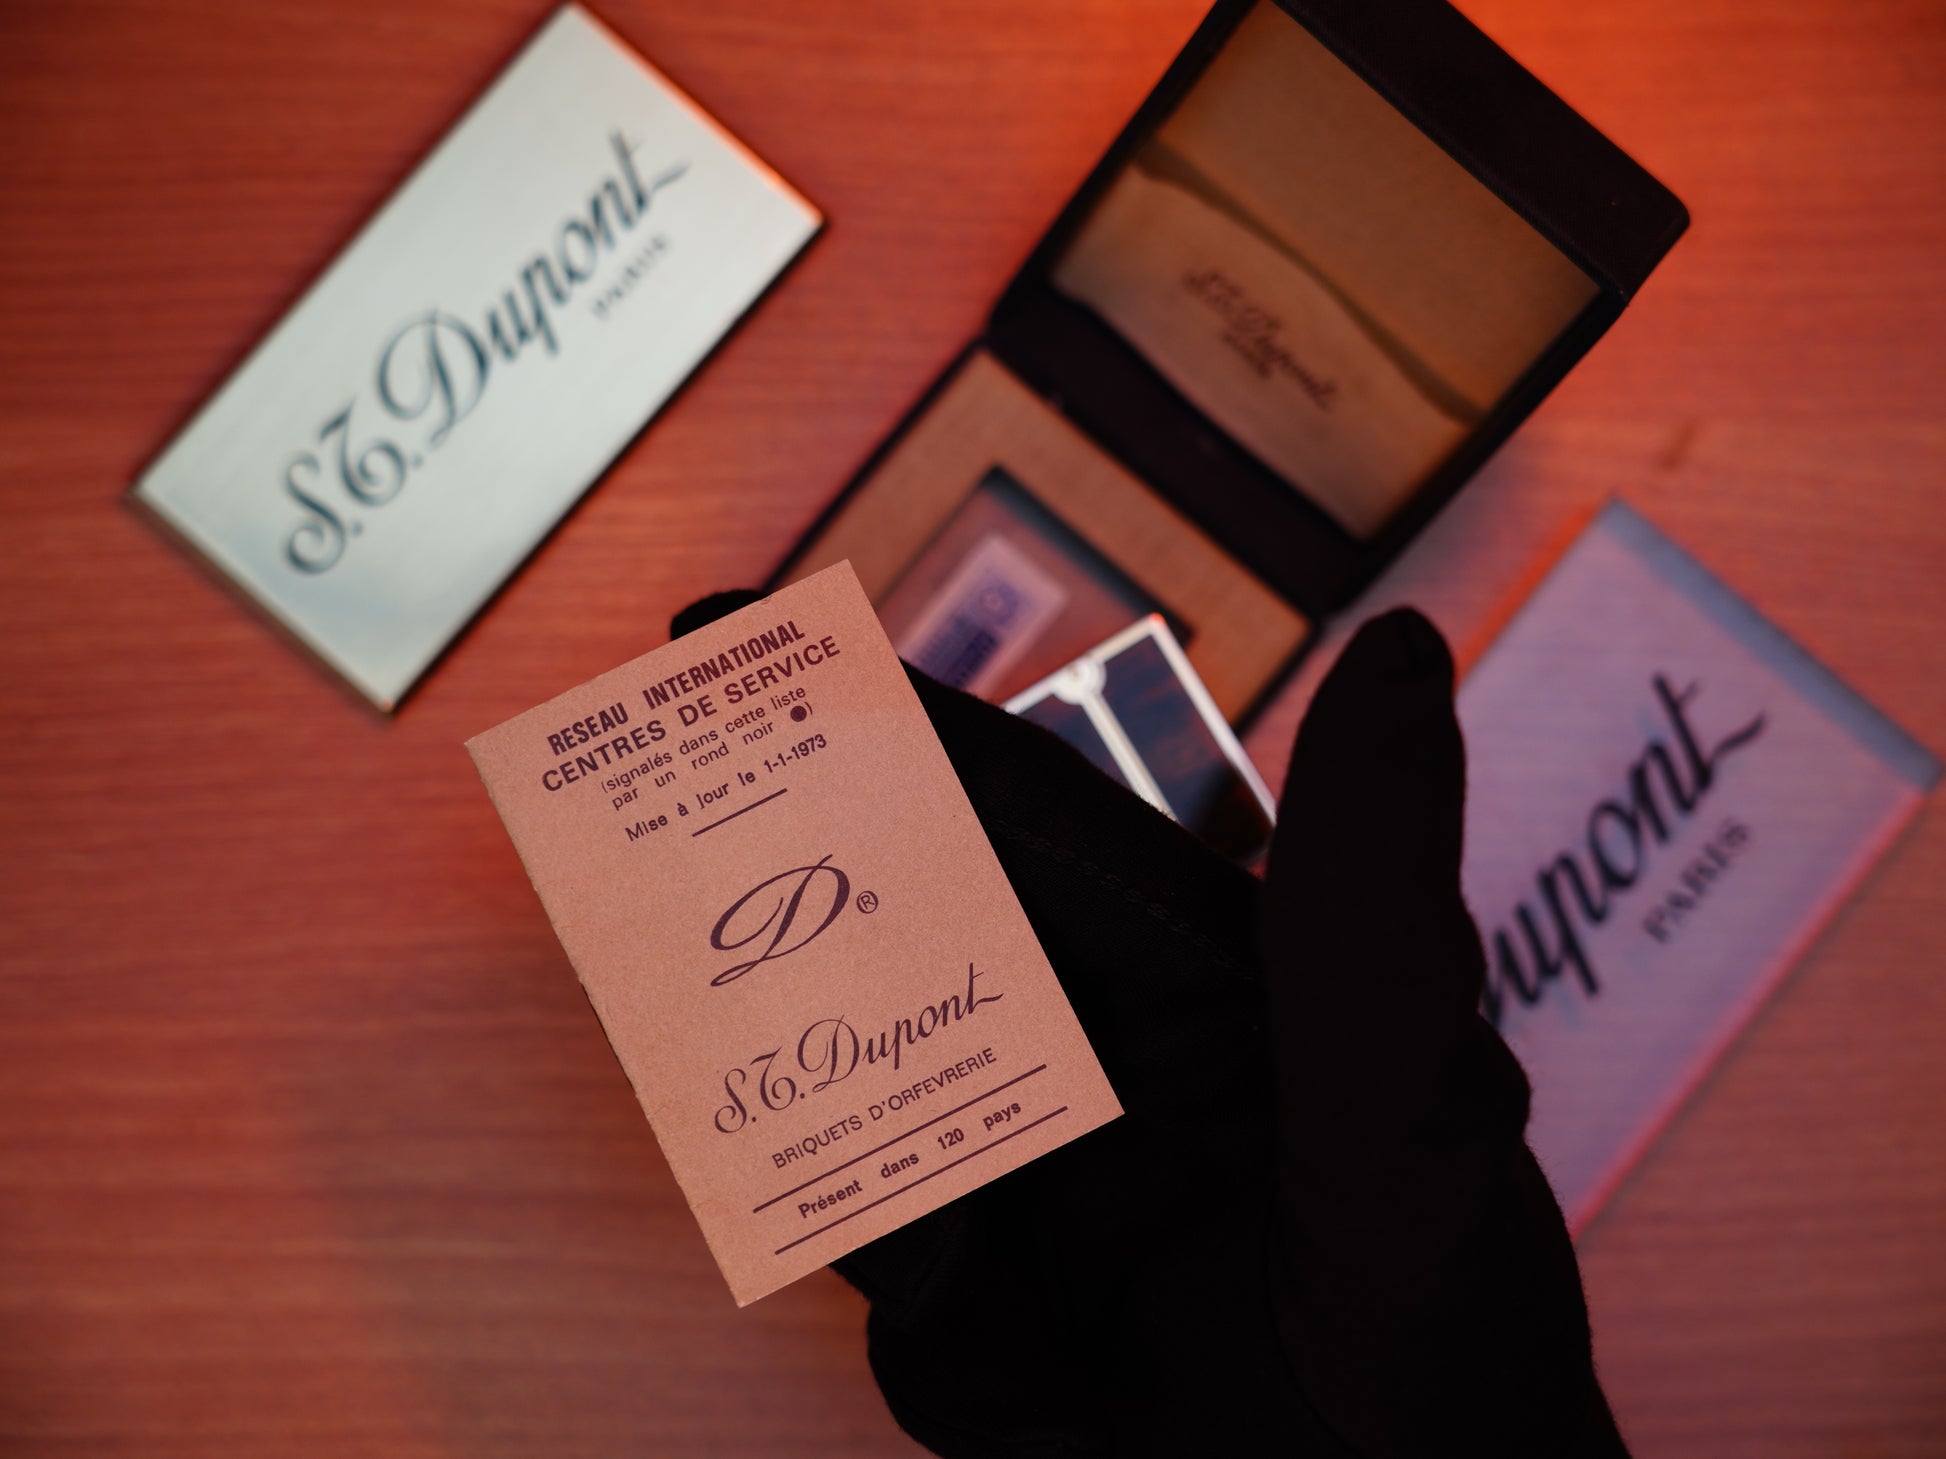 S.T. Dupont
PARIS
S.T. Dupont
RESEAU INTERNATIONAL
CENTRES DE SERVICE
(signalés dans cette liste
par un rond noir ●)
Mise à jour le 1-1-1973
D®
S.T. Dupont
BRIQUETS D'ORFEVRERIE
Présent dans 120 pays
upont
PARIS